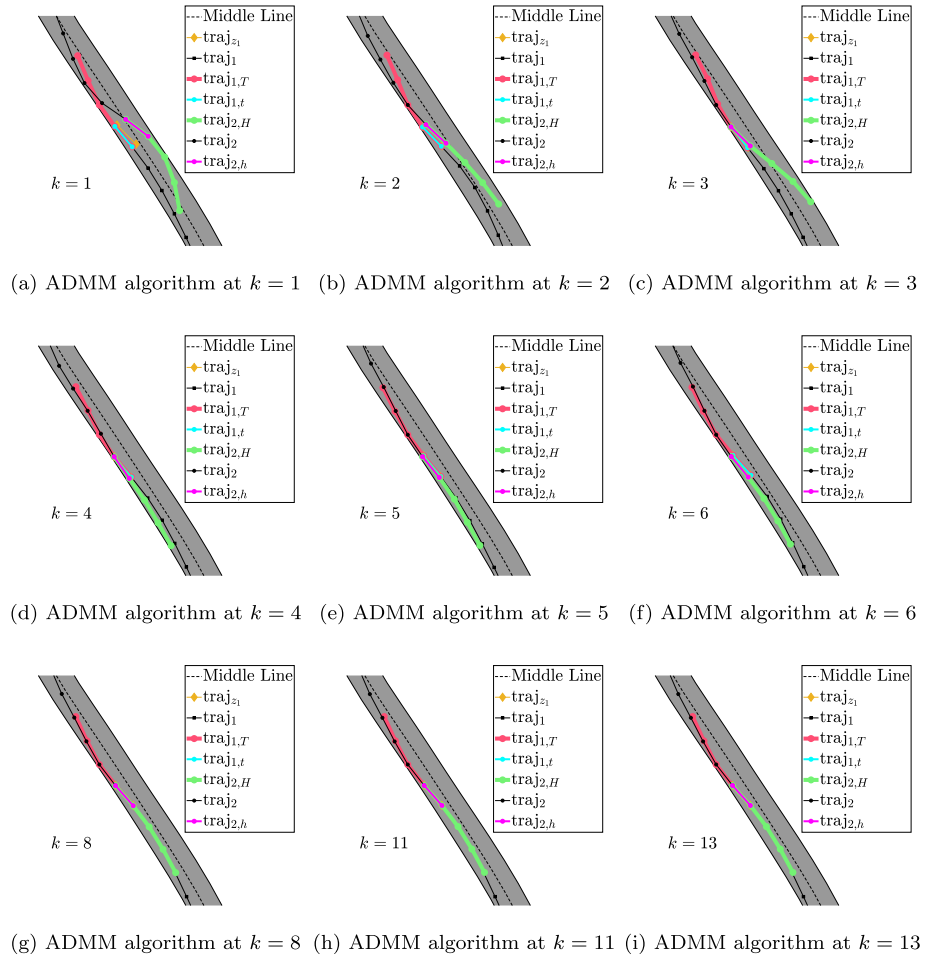 Middle Line
traj_{z_1}
traj_1
traj_{1,T}
traj_{1,t}
traj_{2,H}
traj_2
traj_{2,h}
k = 1
Middle Line
traj_{z_1}
traj_1
traj_{1,T}
traj_{1,t}
traj_{2,H}
traj_2
traj_{2,h}
k = 2
Middle Line
traj_{z_1}
traj_1
traj_{1,T}
traj_{1,t}
traj_{2,H}
traj_2
traj_{2,h}
k = 3
(a) ADMM algorithm at k = 1
(b) ADMM algorithm at k = 2
(c) ADMM algorithm at k = 3
Middle Line
traj_{z_1}
traj_1
traj_{1,T}
traj_{1,t}
traj_{2,H}
traj_2
traj_{2,h}
k = 4
Middle Line
traj_{z_1}
traj_1
traj_{1,T}
traj_{1,t}
traj_{2,H}
traj_2
traj_{2,h}
k = 5
Middle Line
traj_{z_1}
traj_1
traj_{1,T}
traj_{1,t}
traj_{2,H}
traj_2
traj_{2,h}
k = 6
(d) ADMM algorithm at k = 4
(e) ADMM algorithm at k = 5
(f) ADMM algorithm at k = 6
Middle Line
traj_{z_1}
traj_1
traj_{1,T}
traj_{1,t}
traj_{2,H}
traj_2
traj_{2,h}
k = 8
Middle Line
traj_{z_1}
traj_1
traj_{1,T}
traj_{1,t}
traj_{2,H}
traj_2
traj_{2,h}
k = 11
Middle Line
traj_{z_1}
traj_1
traj_{1,T}
traj_{1,t}
traj_{2,H}
traj_2
traj_{2,h}
k = 13
(g) ADMM algorithm at k = 8
(h) ADMM algorithm at k = 11
(i) ADMM algorithm at k = 13